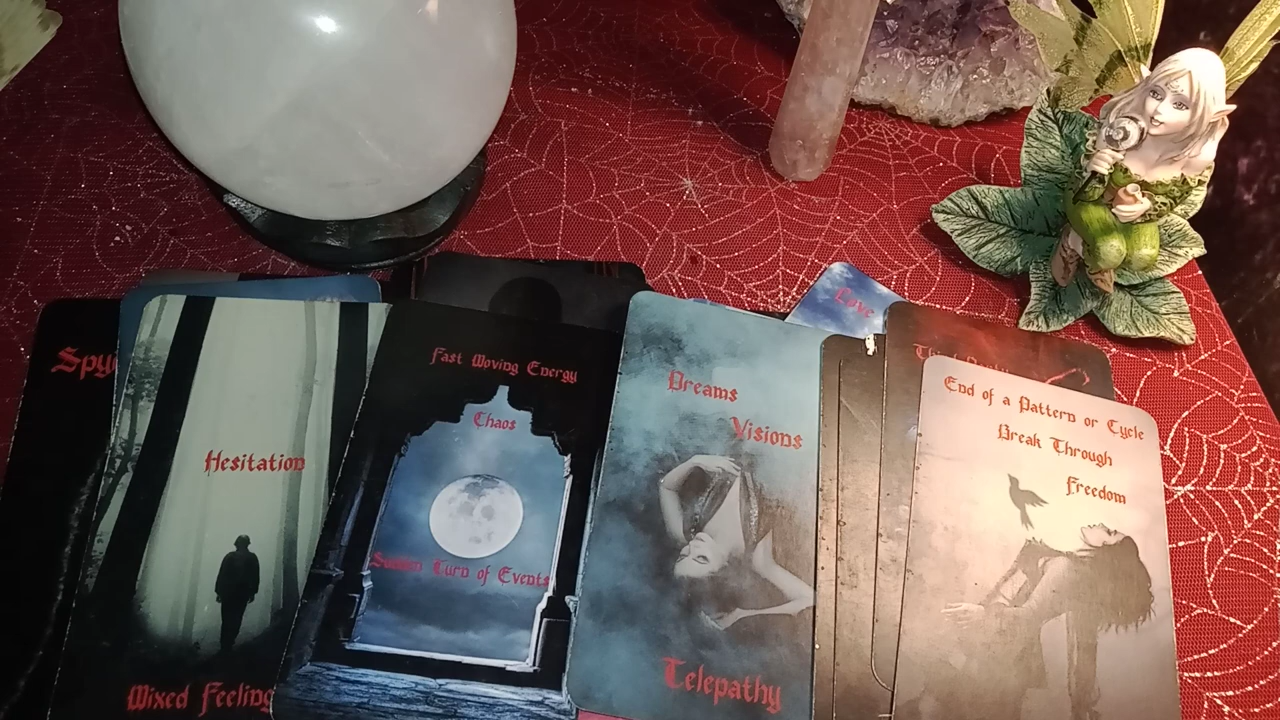 Spy
Hesitation
Mixed Feeling
Fast Moving Energy
Chaos
Sudden Turn of Events
Dreams
Visions
Telepathy
Love
End of a Pattern or Cycle
Break Through
Freedom